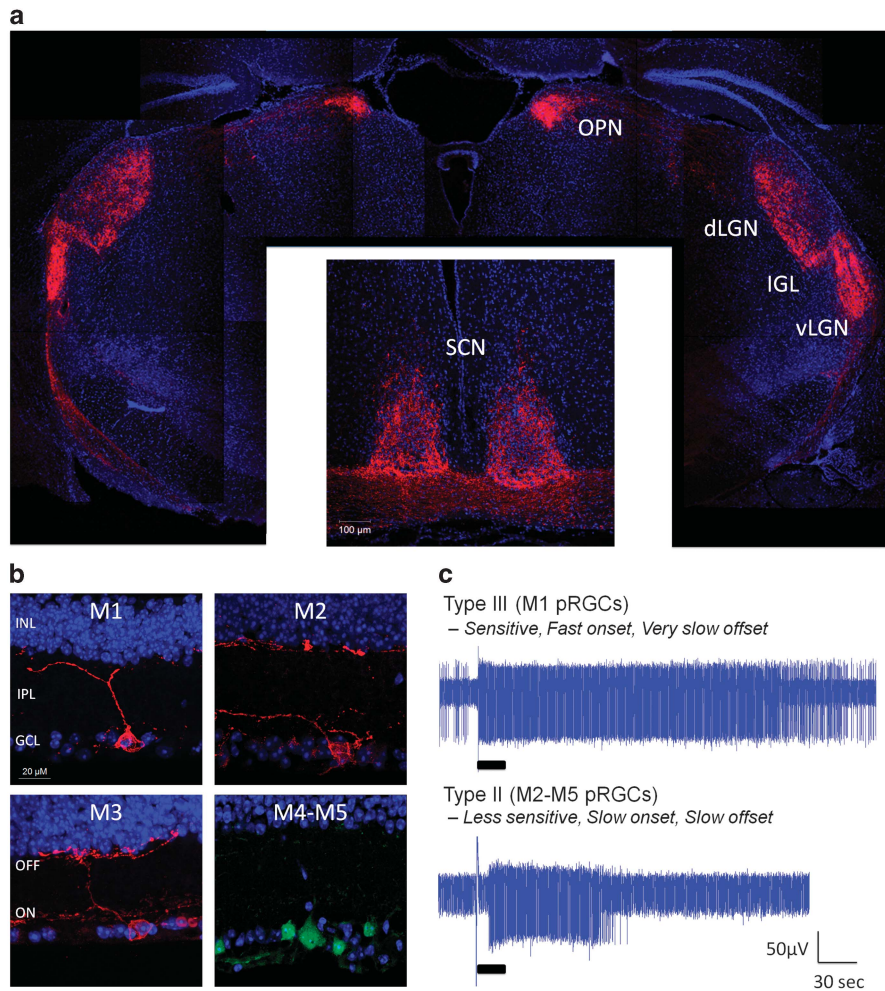 a
OPN
dLGN
IGL
vLGN
SCN
100 µm
b
M1
INL
IPL
GCL
20 µM
M2
M3
OFF
ON
M4-M5
c
Type III (M1 pRGCs)
– Sensitive, Fast onset, Very slow offset
Type II (M2-M5 pRGCs)
– Less sensitive, Slow onset, Slow offset
50µV
30 sec